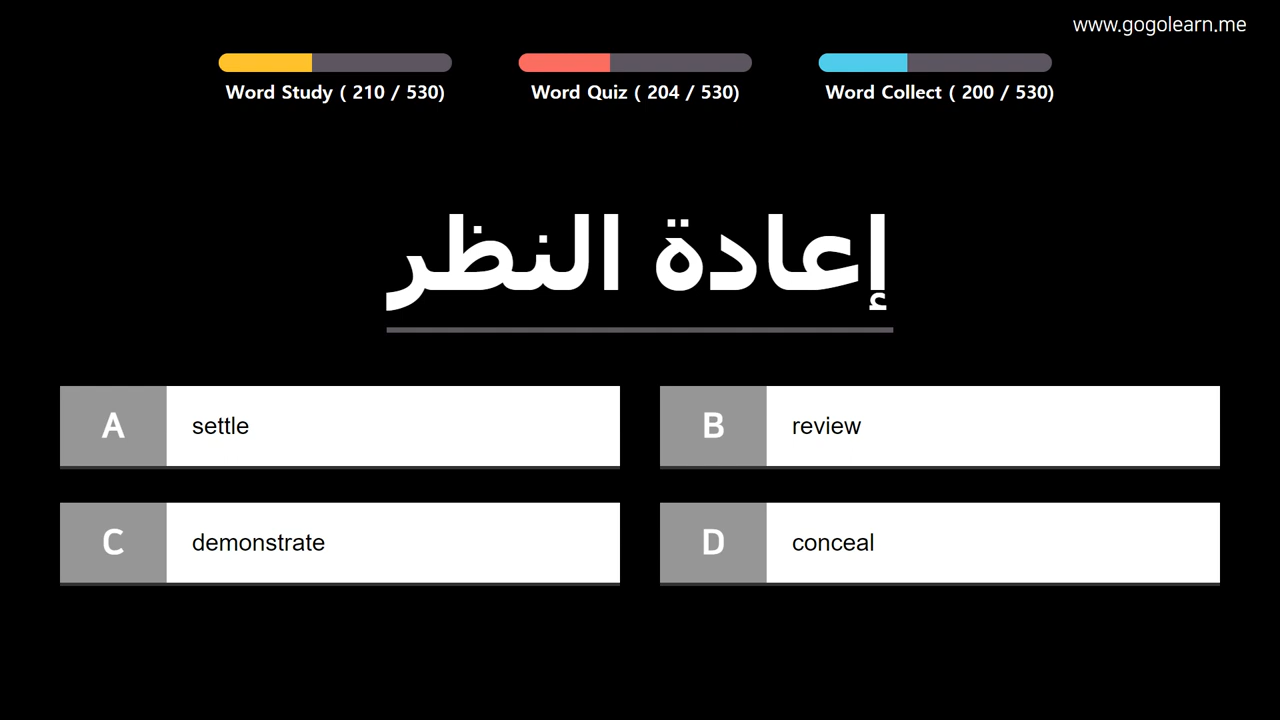 www.gogolearn.me
Word Study ( 210 / 530)
Word Quiz ( 204 / 530)
Word Collect ( 200 / 530)
إعادة النظر
A settle
B review
C demonstrate
D conceal